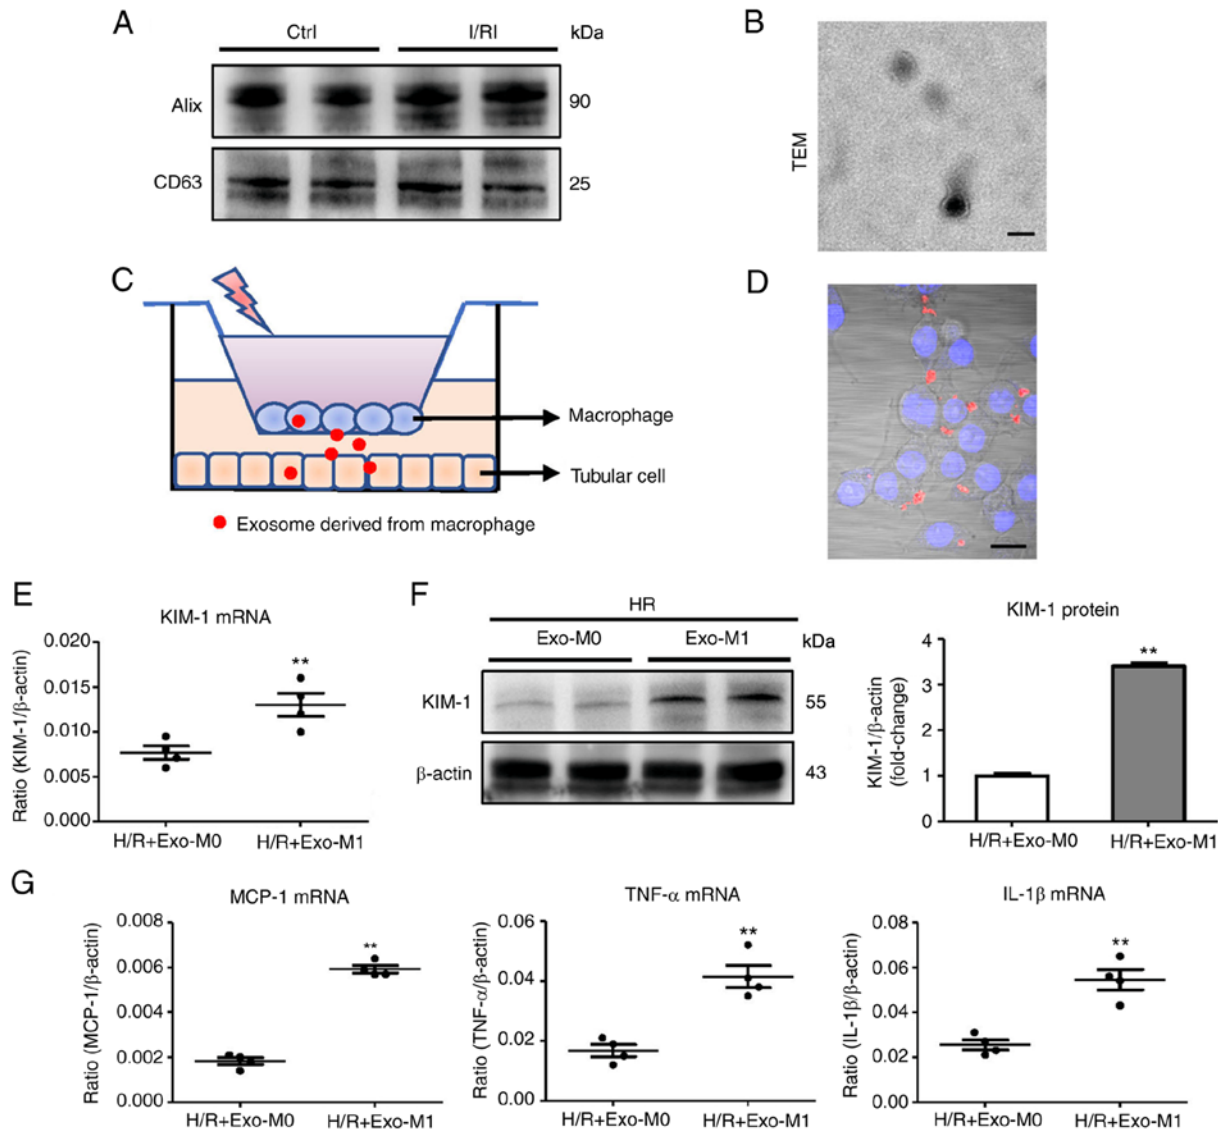 A
Ctrl
I/RI
kDa
Alix
90
CD63
25
B
TEM
C
Macrophage
Tubular cell
Exosome derived from macrophage
D
E
KIM-1 mRNA
Ratio (KIM-1/β-actin)
0.020
0.015
0.010
0.005
0.000
**
H/R+Exo-M0
H/R+Exo-M1
F
HR
Exo-M0
Exo-M1
kDa
KIM-1
55
β-actin
43
KIM-1 protein
KIM-1/β-actin
(fold-change)
4
3
2
1
0
**
H/R+Exo-M0
H/R+Exo-M1
G
MCP-1 mRNA
Ratio (MCP-1/β-actin)
0.008
0.006
0.004
0.002
0.000
**
H/R+Exo-M0
H/R+Exo-M1
TNF-α mRNA
Ratio (TNF-α/β-actin)
0.06
0.04
0.02
0.00
**
H/R+Exo-M0
H/R+Exo-M1
IL-1β mRNA
Ratio (IL-1β/β-actin)
0.08
0.06
0.04
0.02
0.00
**
H/R+Exo-M0
H/R+Exo-M1